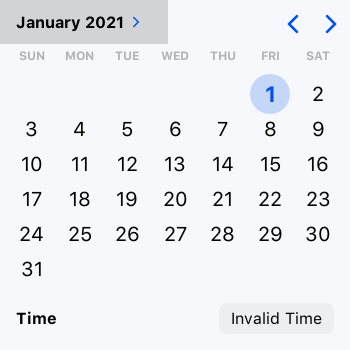 January 2021
SUN MON TUE WED THU FRI SAT
1 2
3 4 5 6 7 8 9
10 11 12 13 14 15 16
17 18 19 20 21 22 23
24 25 26 27 28 29 30
31
Time Invalid Time